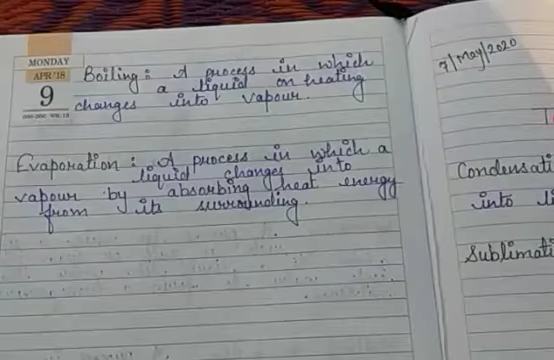 MONDAY
APR'18
9
Boiling: A process in which
a liquid on heating
changes into vapour.
Evaporation: A process in which a
liquid changes into
vapour by absorbing heat energy
from its surrounding.
7/May/2020
Condensati
into li
Sublimati